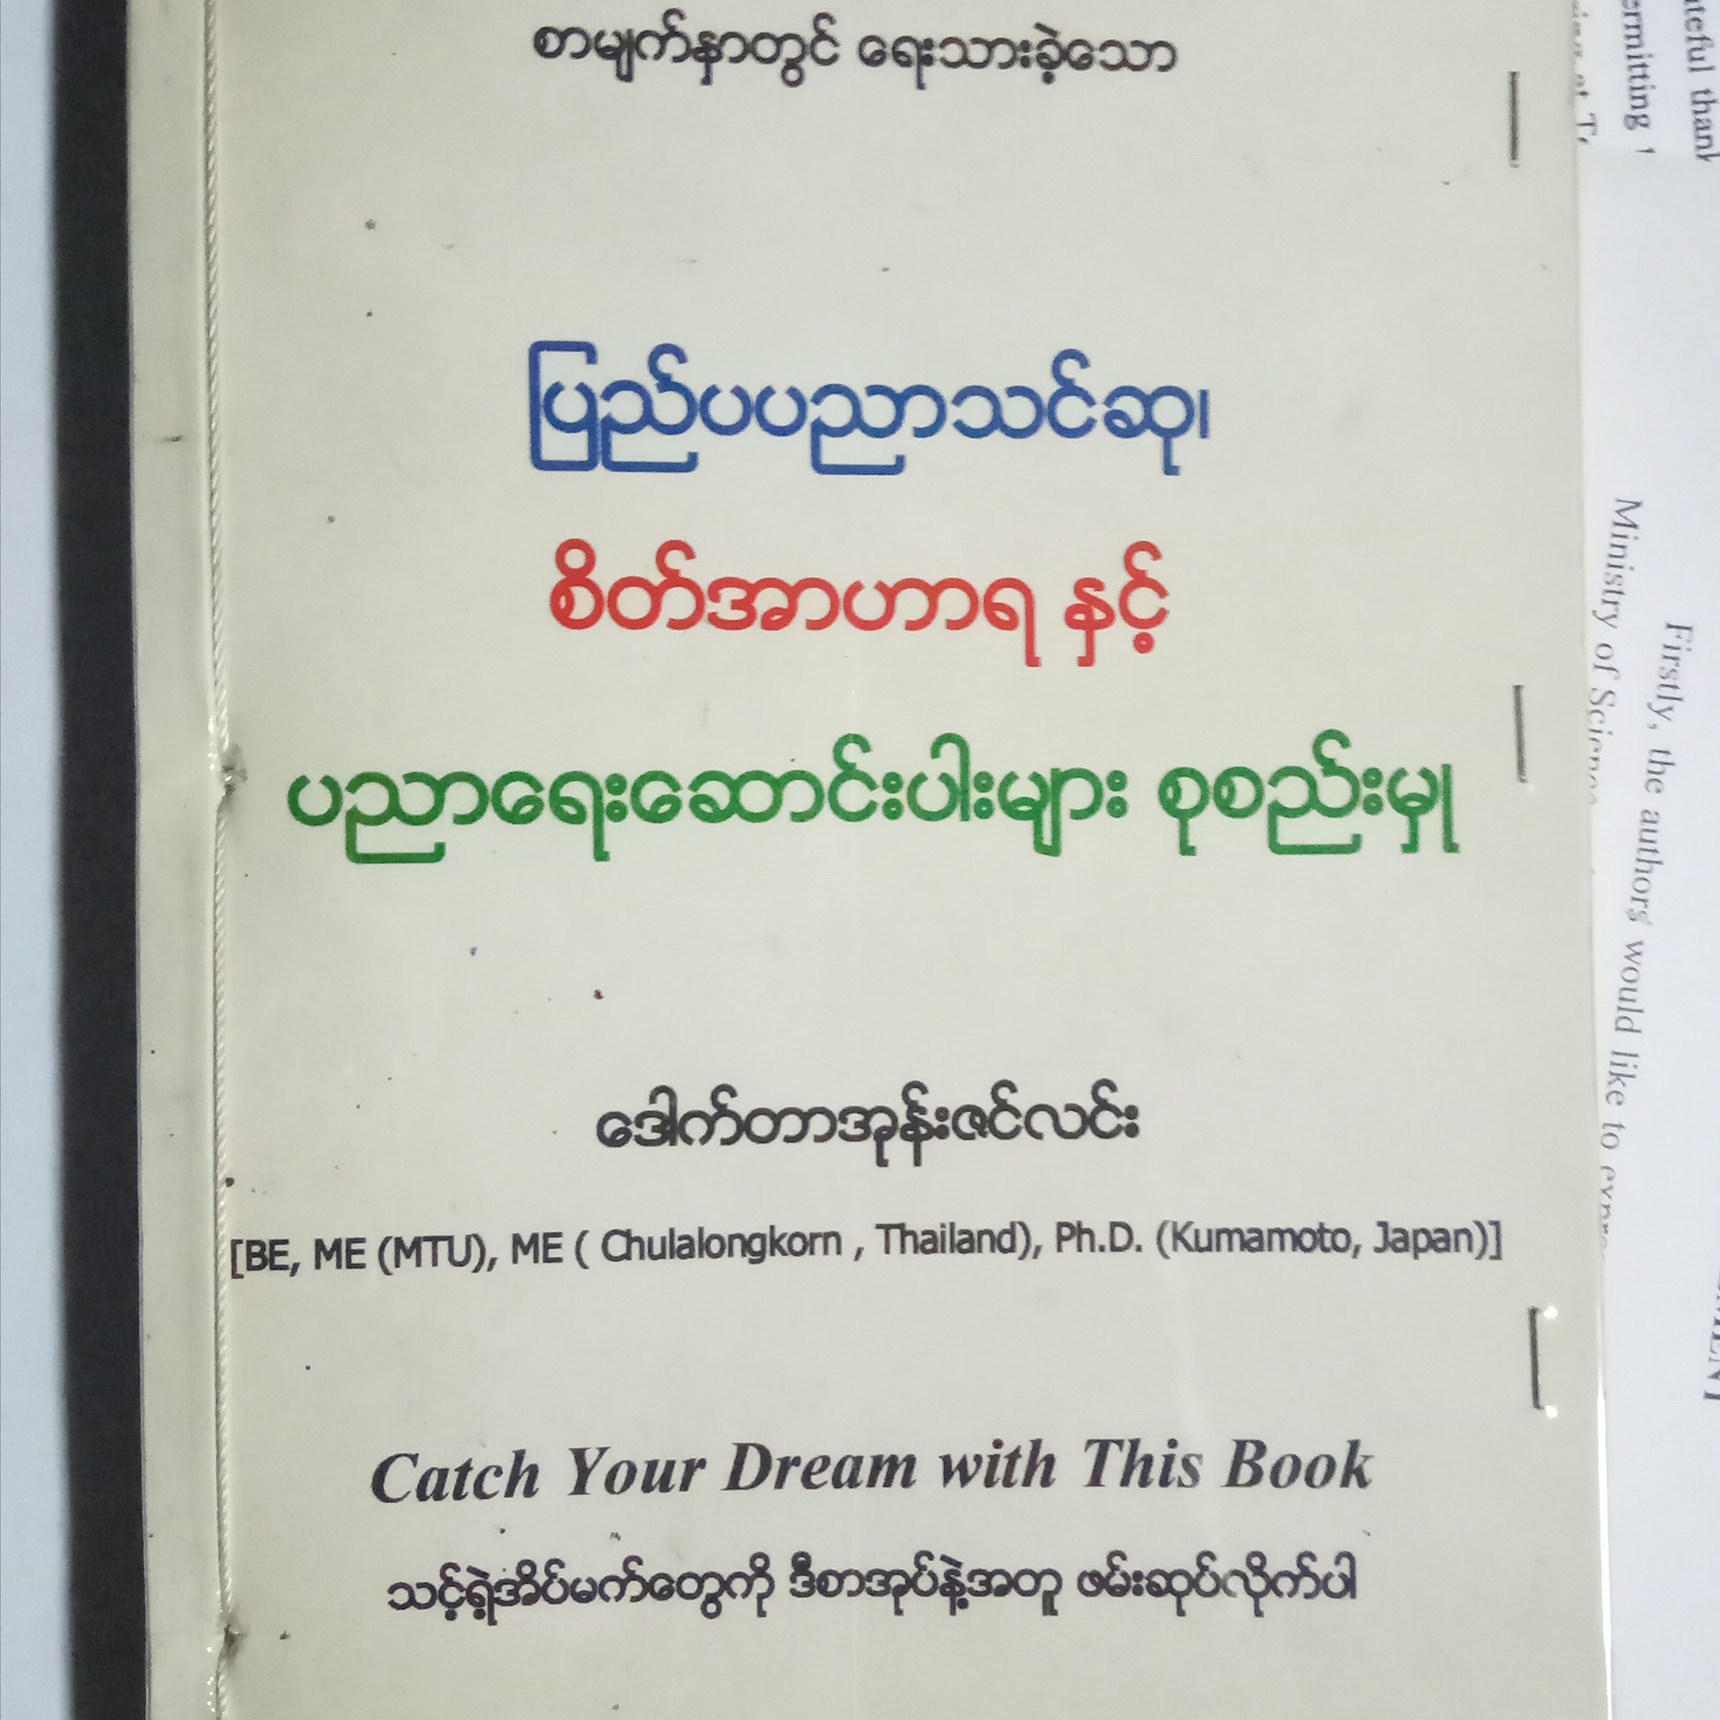 စာမျက်နှာတွင် ရေးသားခဲ့သော
ပြည်ပပညာသင်ဆု၊
စိတ်အာဟာရ နှင့်
ပညာရေးဆောင်းပါးများ စုစည်းမှု
ဒေါက်တာအုန်းဇင်လင်း
[BE, ME (MTU), ME ( Chulalongkorn , Thailand), Ph.D. (Kumamoto, Japan)]
Catch Your Dream with This Book
သင့်ရဲ့အိပ်မက်တွေကို ဒီစာအုပ်နဲ့အတူ ဖမ်းဆုပ်လိုက်ပါ
Firstly, the authors would like to
Ministry of